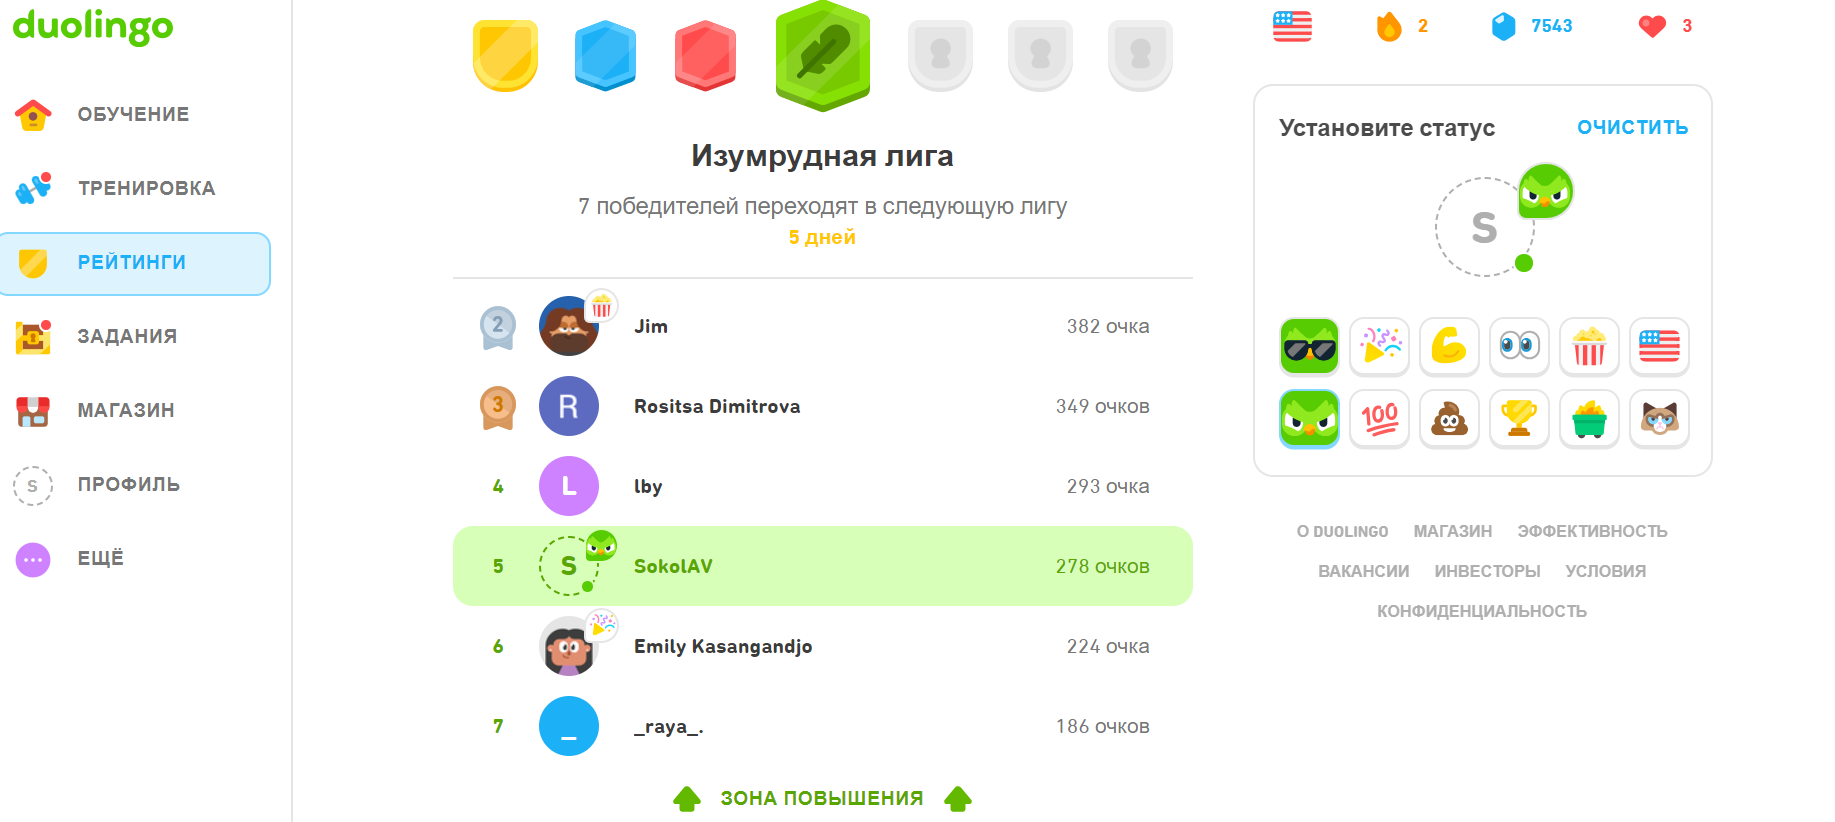 duolingo
ОБУЧЕНИЕ
ТРЕНИРОВКА
РЕЙТИНГИ
ЗАДАНИЯ
МАГАЗИН
S ПРОФИЛЬ
ЕЩЁ
Изумрудная лига
7 победителей переходят в следующую лигу
5 дней
2 Jim 382 очка
3 R Rositsa Dimitrova 349 очков
4 L lby 293 очка
5 S SokolAV 278 очков
6 Emily Kasangandjo 224 очка
7 _ _raya_. 186 очков
ЗОНА ПОВЫШЕНИЯ
2 7543 3
Установите статус ОЧИСТИТЬ
S
100
О DUOLINGO МАГАЗИН ЭФФЕКТИВНОСТЬ
ВАКАНСИИ ИНВЕСТОРЫ УСЛОВИЯ
КОНФИДЕНЦИАЛЬНОСТЬ